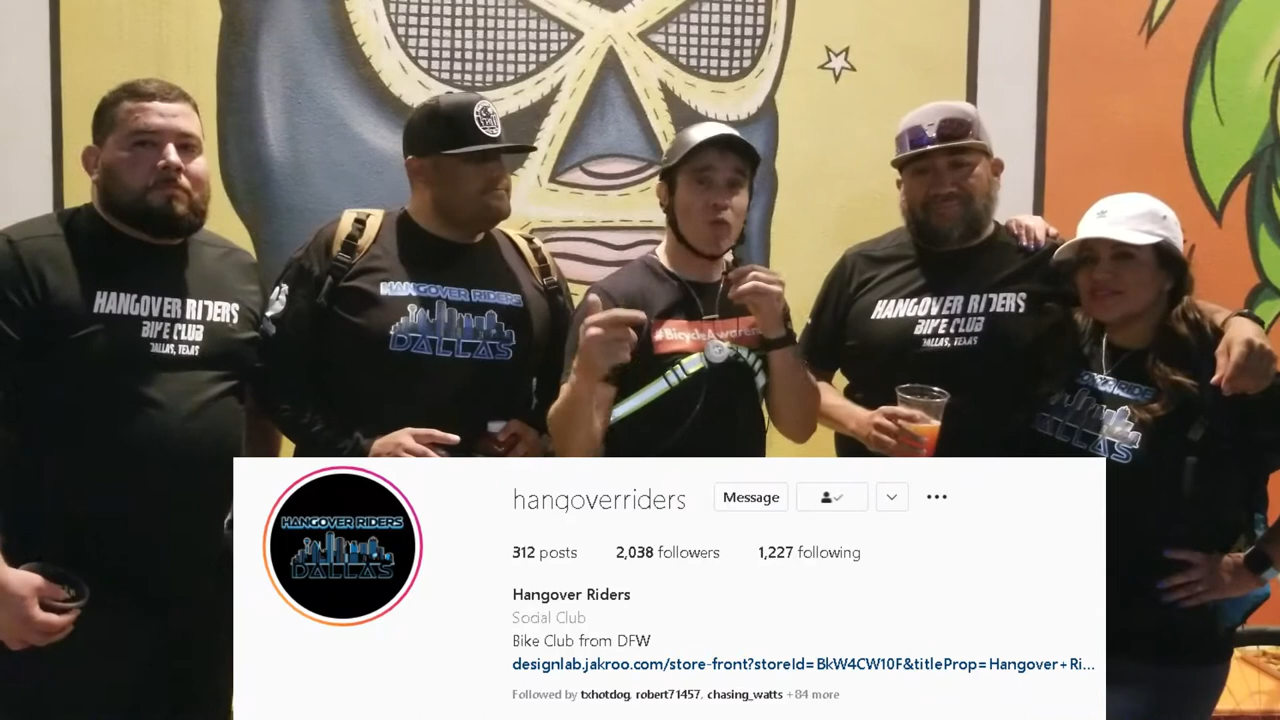 HANGOVER RIDERS
BIKE CLUB
DALLAS, TEXAS
HANGOVER RIDERS
DALLAS
#BicycleAware
HANGOVER RIDERS
BIKE CLUB
DALLAS, TEXAS
DALLAS
HANGOVER RIDERS
DALLAS
hangoverriders
Message
312 posts 2,038 followers 1,227 following
Hangover Riders
Social Club
Bike Club from DFW
designlab.jakroo.com/store-front?storeId=BkW4CW10F&titleProp=Hangover+Ri...
Followed by txhotdog, robert71457, chasing_watts +84 more